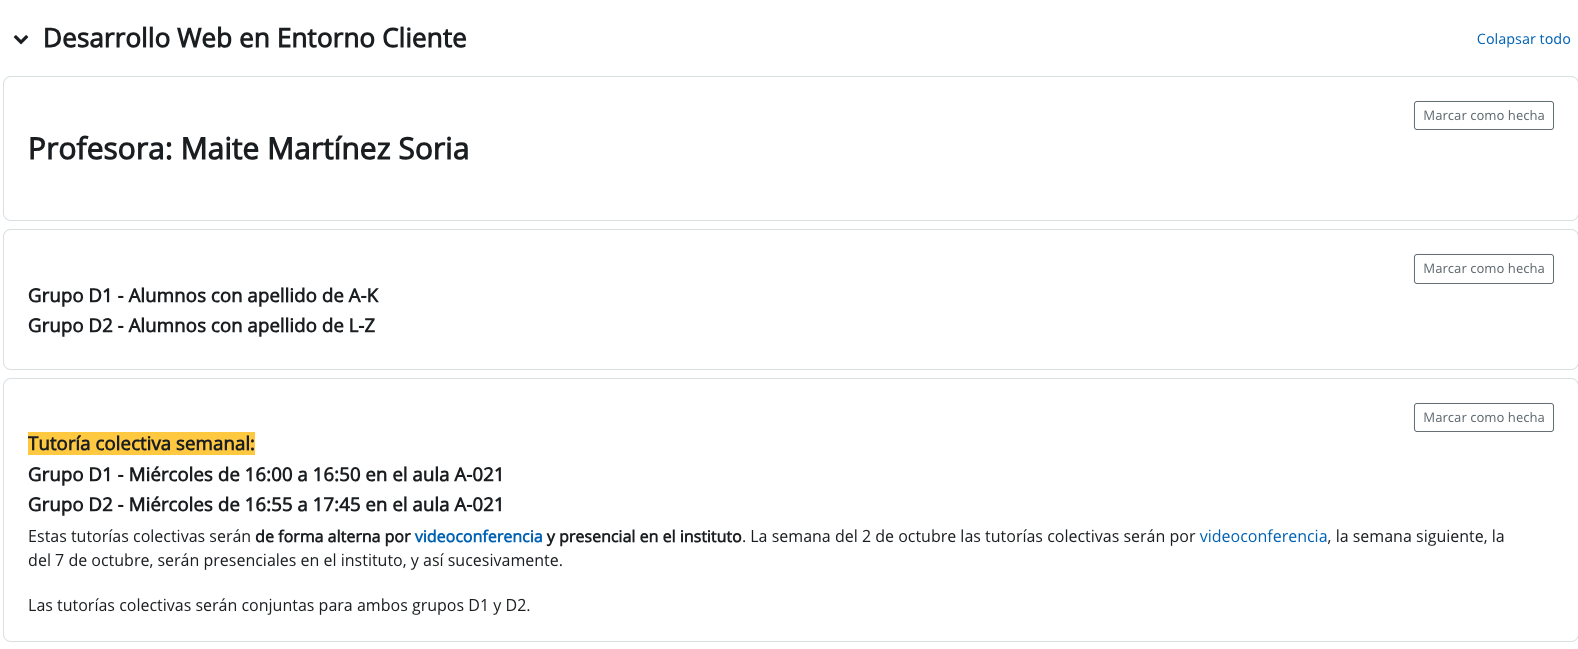 Desarrollo Web en Entorno Cliente
Colapsar todo
Marcar como hecha
Profesora: Maite Martínez Soria
Marcar como hecha
Grupo D1 - Alumnos con apellido de A-K
Grupo D2 - Alumnos con apellido de L-Z
Marcar como hecha
Tutoría colectiva semanal:
Grupo D1 - Miércoles de 16:00 a 16:50 en el aula A-021
Grupo D2 - Miércoles de 16:55 a 17:45 en el aula A-021
Estas tutorías colectivas serán de forma alterna por videoconferencia y presencial en el instituto. La semana del 2 de octubre las tutorías colectivas serán por videoconferencia, la semana siguiente, la
del 7 de octubre, serán presenciales en el instituto, y así sucesivamente.
Las tutorías colectivas serán conjuntas para ambos grupos D1 y D2.